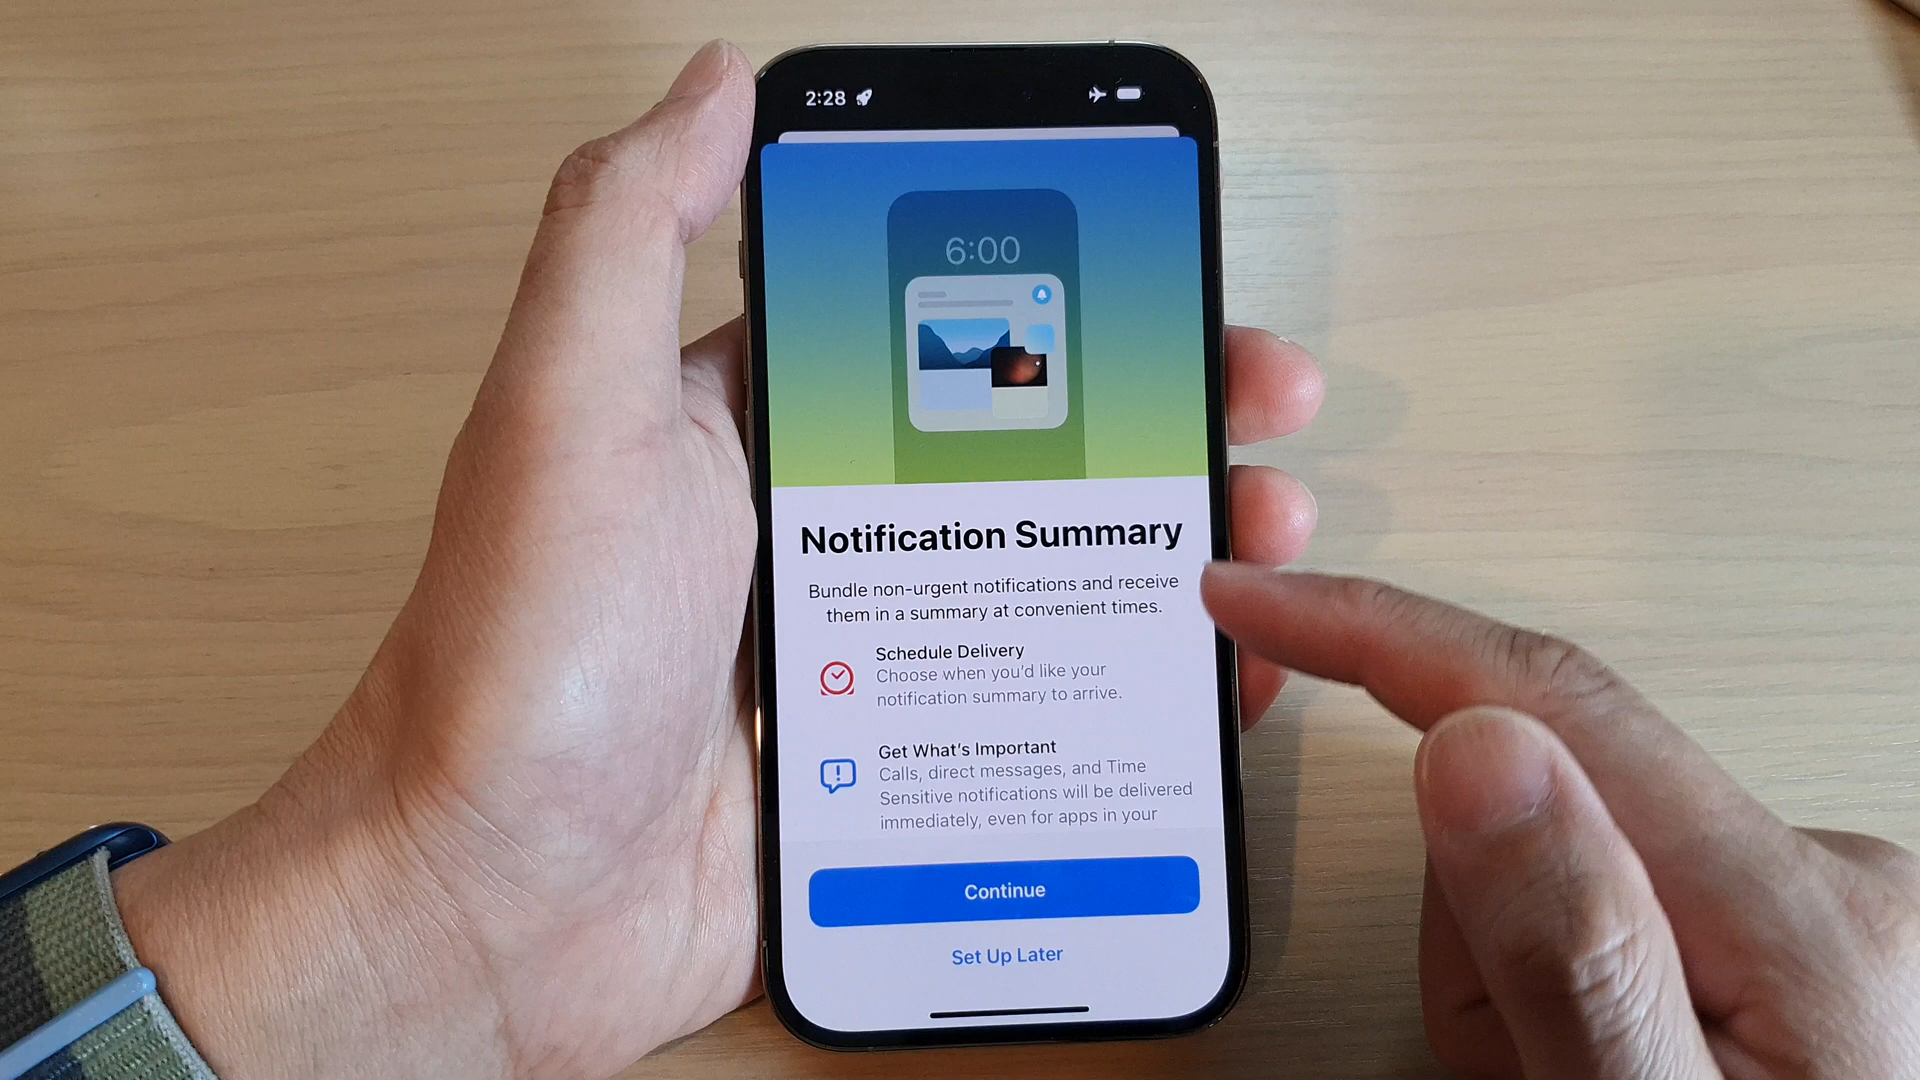 2:28
6:00
Notification Summary
Bundle non-urgent notifications and receive
them in a summary at convenient times.
Schedule Delivery
Choose when you'd like your
notification summary to arrive.
Get What's Important
Calls, direct messages, and Time
Sensitive notifications will be delivered
immediately, even for apps in your
Continue
Set Up Later